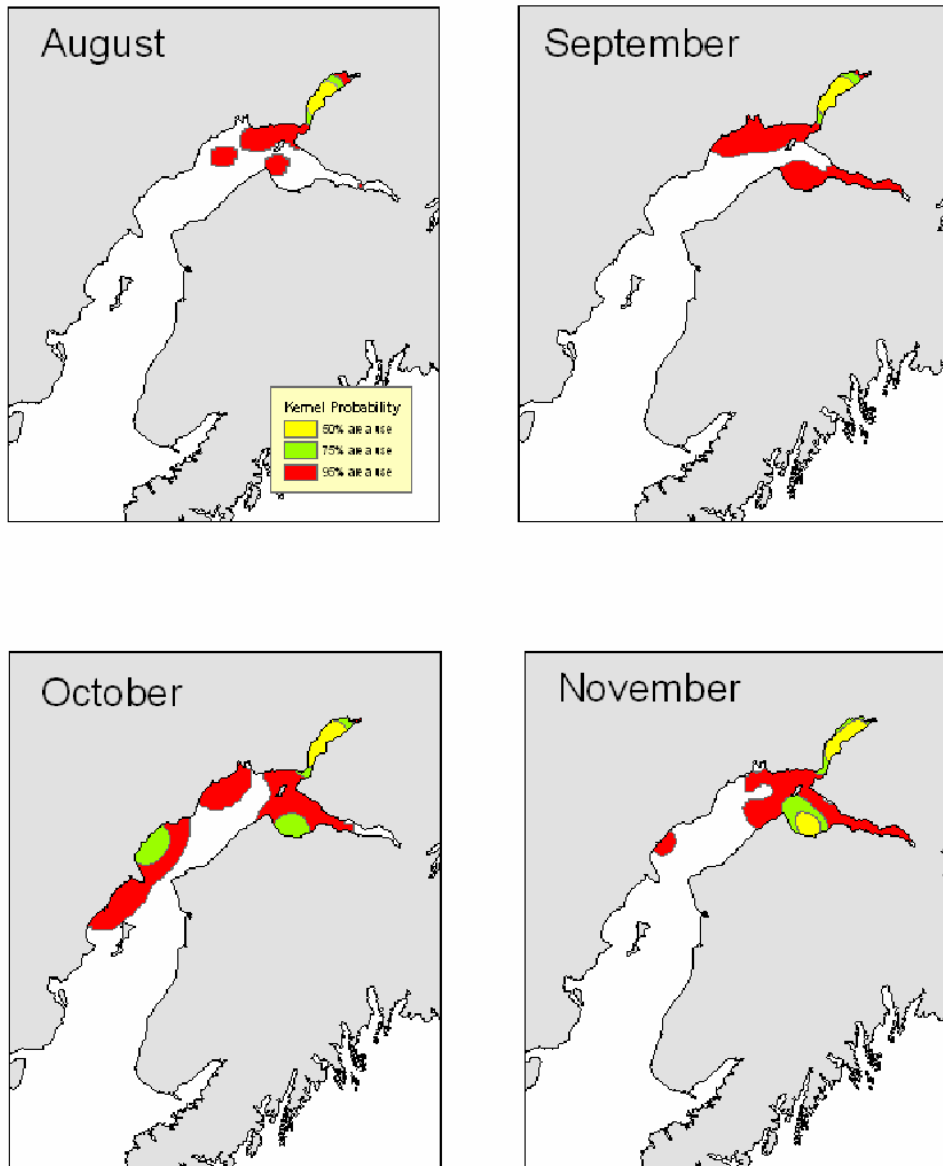 August
September
Kernel Probability
50% area use
75% area use
95% area use
October
November